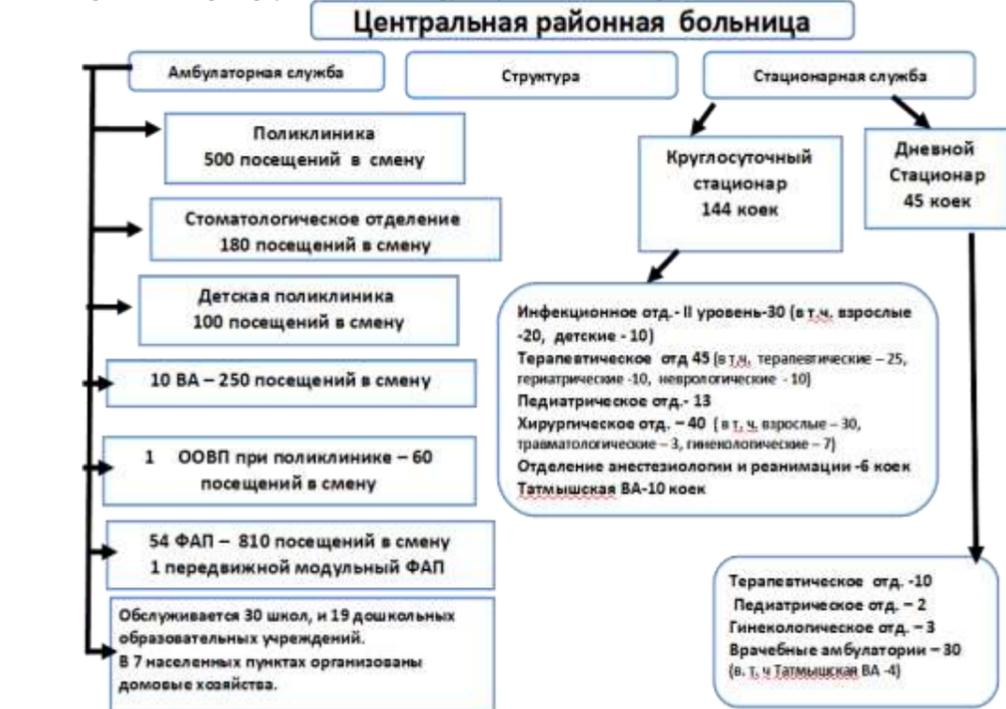 Центральная районная больница
Амбулаторная служба
Структура
Стационарная служба
Поликлиника
500 посещений в смену
Стоматологическое отделение
180 посещений в смену
Детская поликлиника
100 посещений в смену
10 ВА – 250 посещений в смену
1 ООВП при поликлинике – 60
посещений в смену
54 ФАП – 810 посещений в смену
1 передвижной модульный ФАП
Обслуживается 30 школ, и 19 дошкольных
образовательных учреждений.
В 7 населенных пунктах организованы
домовые хозяйства.
Круглосуточный
стационар
144 коек
Дневной
Стационар
45 коек
Инфекционное отд.- II уровень-30 (в т.ч. взрослые
-20, детские - 10)
Терапевтическое отд 45 (в т.ч. терапевтические – 25,
гериатрические -10, неврологические - 10)
Педиатрическое отд.- 13
Хирургическое отд. – 40 ( в т. ч. взрослые – 30,
травматологические – 3, гинекологические – 7)
Отделение анестезиологии и реанимации -6 коек
Татмышская ВА-10 коек
Терапевтическое отд. -10
Педиатрическое отд. – 2
Гинекологическое отд. – 3
Врачебные амбулатории – 30
(в. т. ч Татмышская ВА -4)